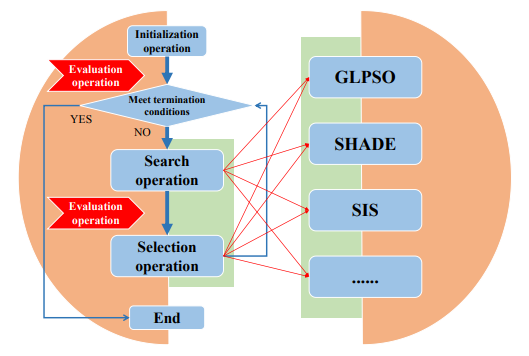 Initialization
operation
Evaluation
operation
Meet termination
conditions
YES
NO
Search
operation
Evaluation
operation
Selection
operation
End
GLPSO
SHADE
SIS
......